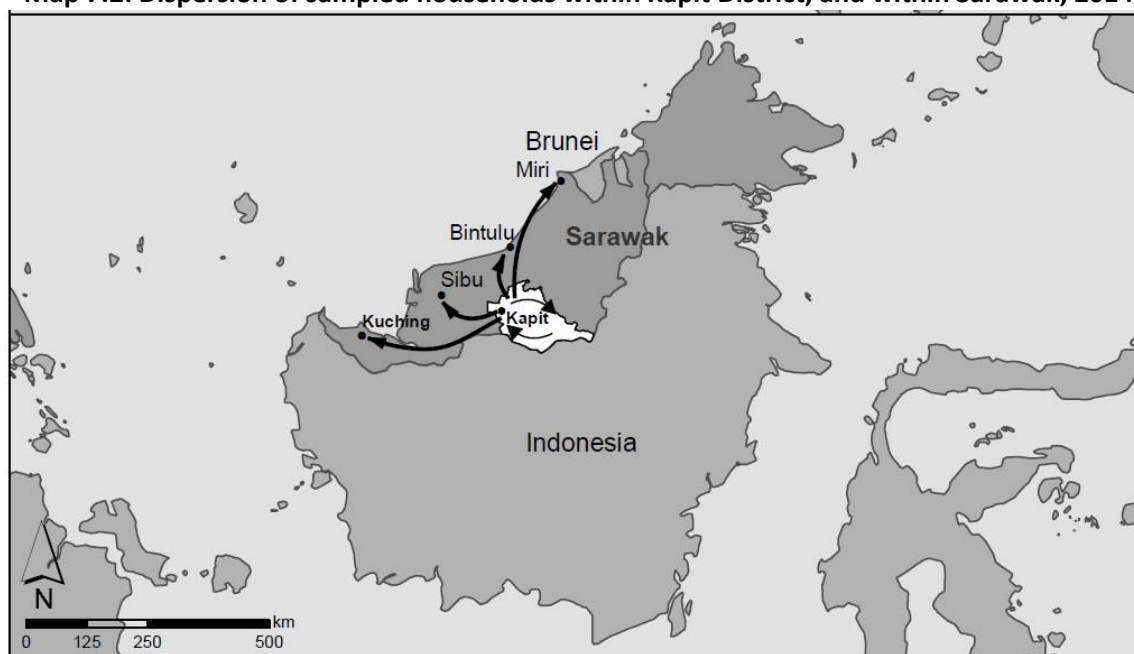 Map 7.2: Dispersion of sampled households within Kapit District, and within Sarawak, 2014
Brunei
Miri
Bintulu
Sarawak
Sibu
Kapit
Kuching
Indonesia
N
km
0 125 250 500